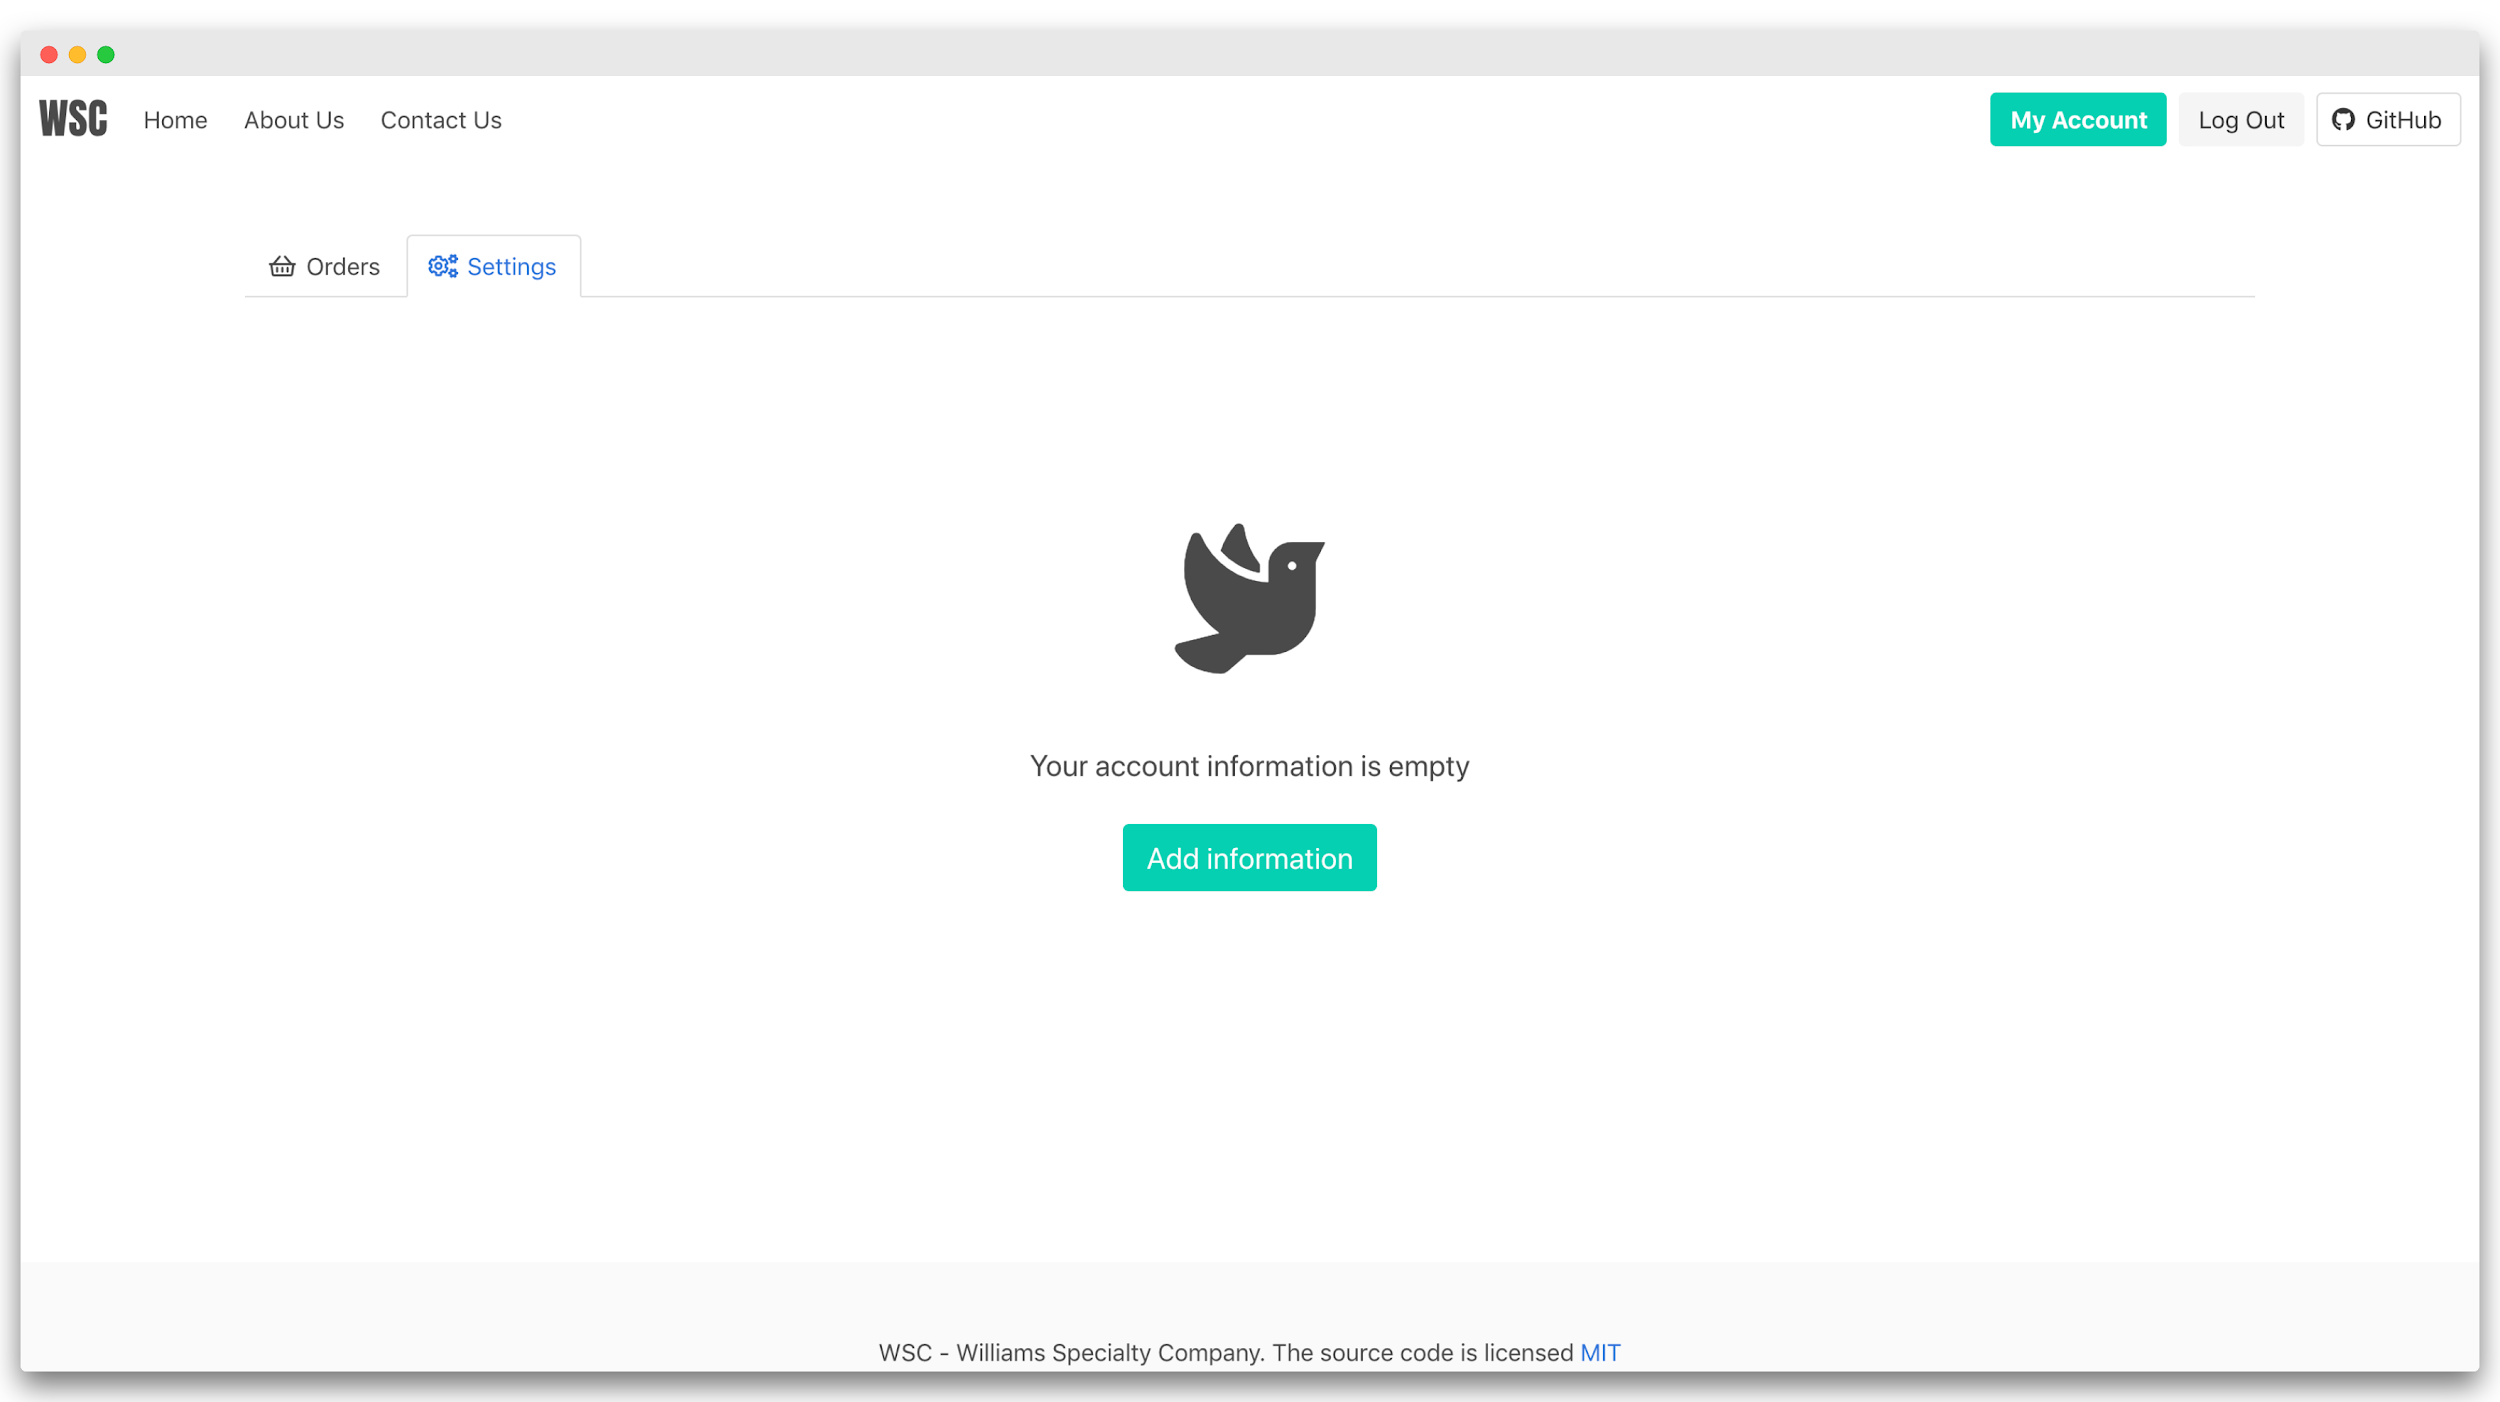 WSC Home About Us Contact Us My Account Log Out GitHub
Orders Settings
Your account information is empty
Add information
WSC - Williams Specialty Company. The source code is licensed MIT